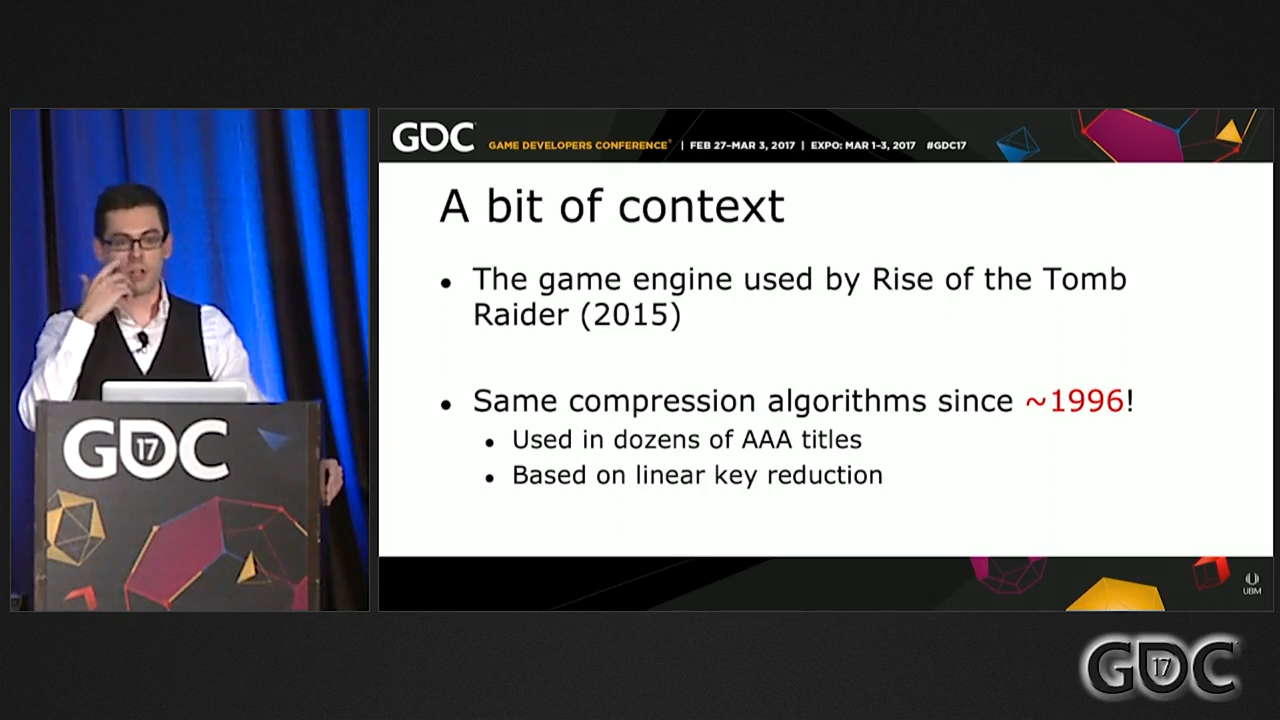 GDC GAME DEVELOPERS CONFERENCE® | FEB 27–MAR 3, 2017 | EXPO: MAR 1–3, 2017 #GDC17
A bit of context
• The game engine used by Rise of the Tomb
Raider (2015)
• Same compression algorithms since ~1996!
• Used in dozens of AAA titles
• Based on linear key reduction
GDC 17
UBM
GDC 17